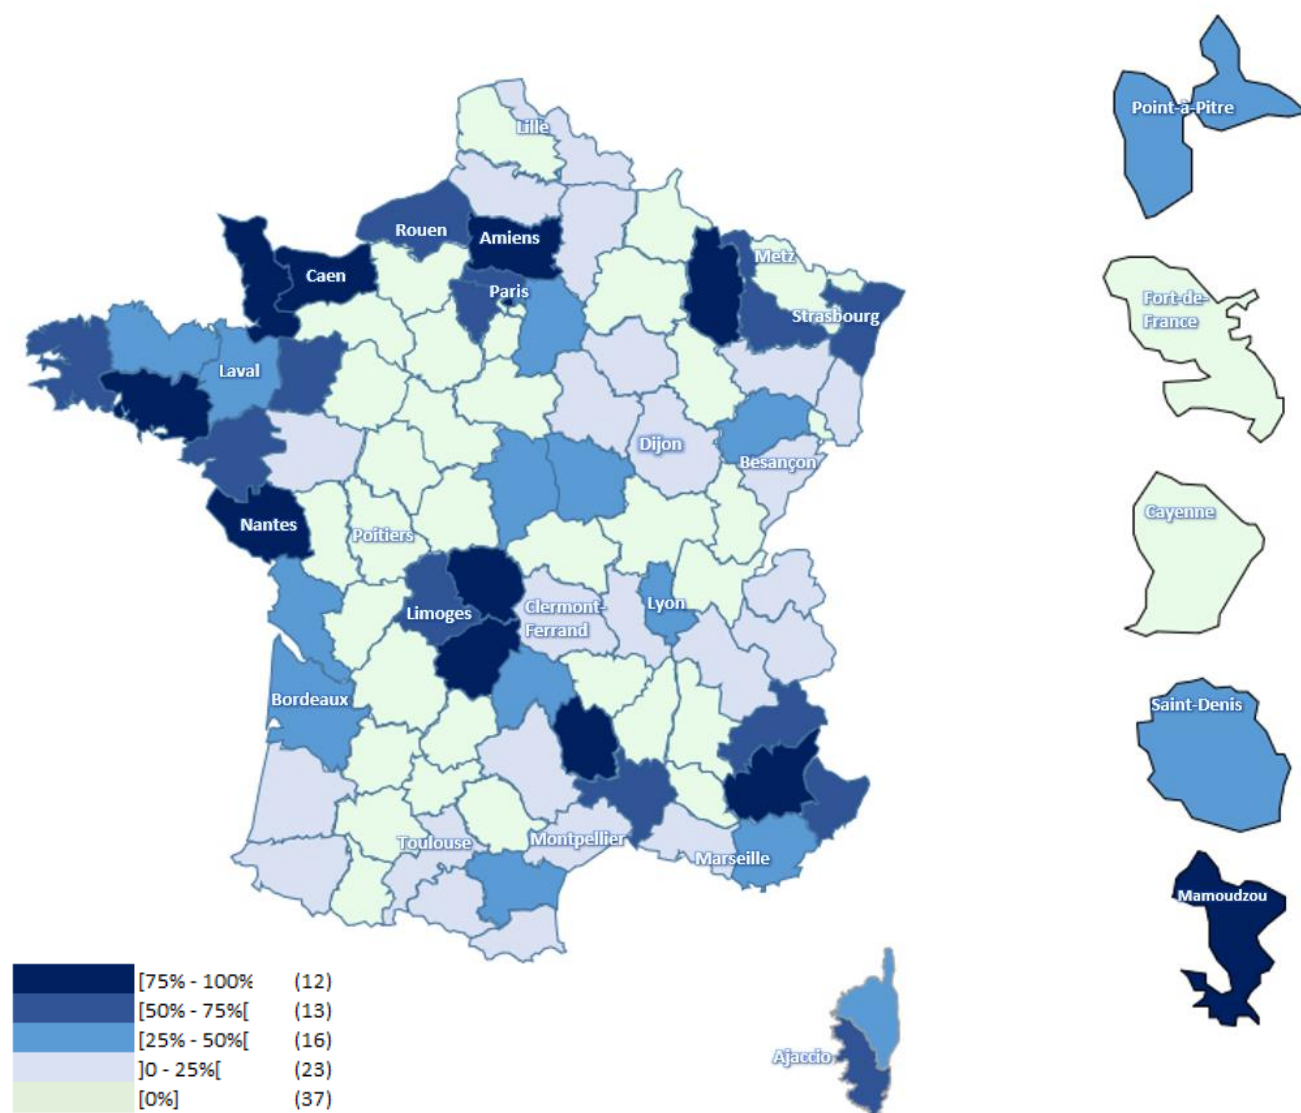 Point-à-Pitre
Lille
Rouen
Amiens
Metz
Caen
Paris
Fort-de-
France
Strasbourg
Laval
Dijon
Besançon
Nantes
Poitiers
Cayenne
Limoges
Clermont-
Ferrand
Lyon
Bordeaux
Saint-Denis
Toulouse
Montpellier
Marseille
Mamoudzou
Ajaccio
[75% - 100% (12)
[50% - 75%[ (13)
[25% - 50%[ (16)
]0 - 25%[ (23)
[0%] (37)